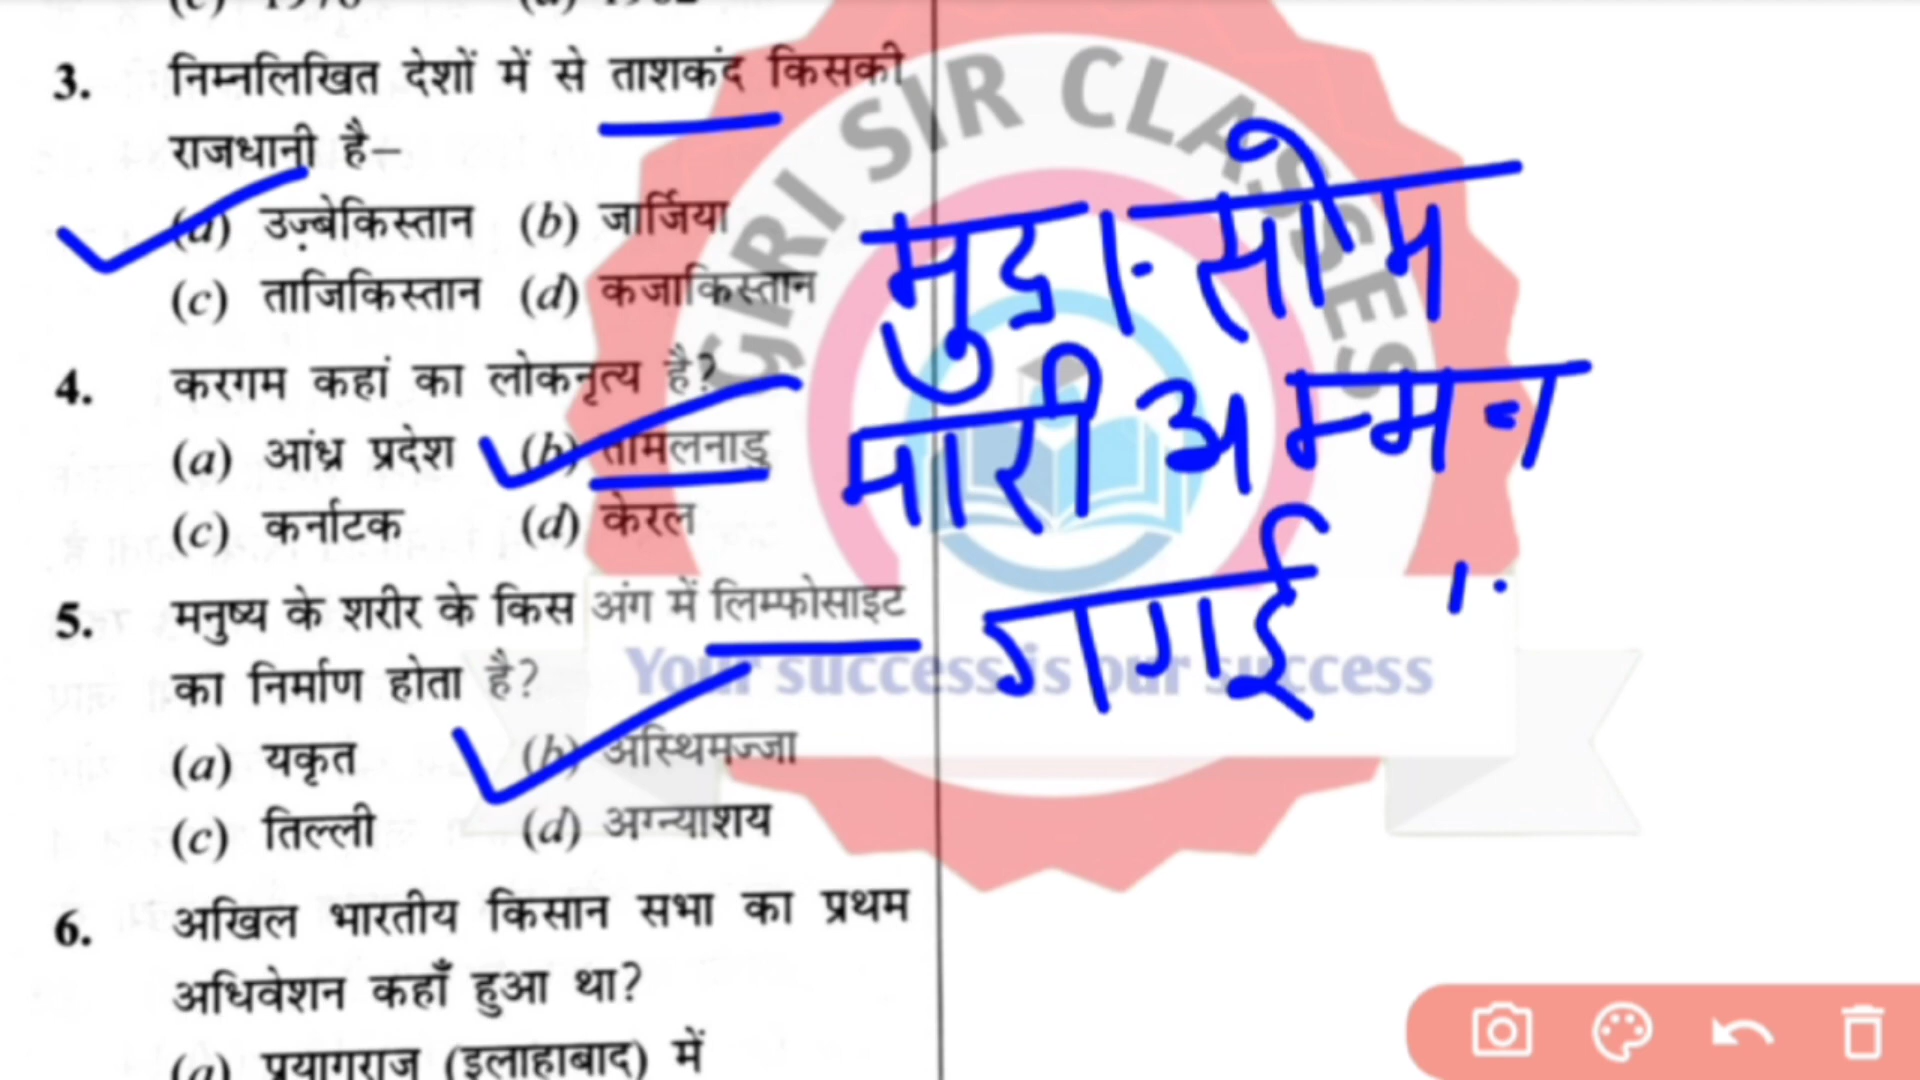 3. निम्नलिखित देशों में से ताशकंद किसकी
राजधानी है–
(a) उज़्बेकिस्तान (b) जार्जिया
(c) ताजिकिस्तान (d) कजाकिस्तान
4. करगम कहां का लोकनृत्य है?
(a) आंध्र प्रदेश (b) तामिलनाडु
(c) कर्नाटक (d) केरल
5. मनुष्य के शरीर के किस अंग में लिम्फोसाइट
का निर्माण होता है?
(a) यकृत (b) अस्थिमज्जा
(c) तिल्ली (d) अग्न्याशय
6. अखिल भारतीय किसान सभा का प्रथम
अधिवेशन कहाँ हुआ था?
(a) प्रयागराज (इलाहाबाद) में
SIR CLASSES
Your success is our success
मारी अम्मन